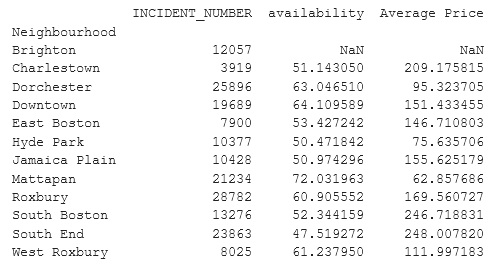 INCIDENT_NUMBER availability Average Price
Neighbourhood
Brighton 12057 NaN NaN
Charlestown 3919 51.143050 209.175815
Dorchester 25896 63.046510 95.323705
Downtown 19689 64.109589 151.433455
East Boston 7900 53.427242 146.710803
Hyde Park 10377 50.471842 75.635706
Jamaica Plain 10428 50.974296 155.625179
Mattapan 21234 72.031963 62.857686
Roxbury 28782 60.905552 169.560727
South Boston 13276 52.344159 246.718831
South End 23863 47.519272 248.007820
West Roxbury 8025 61.237950 111.997183